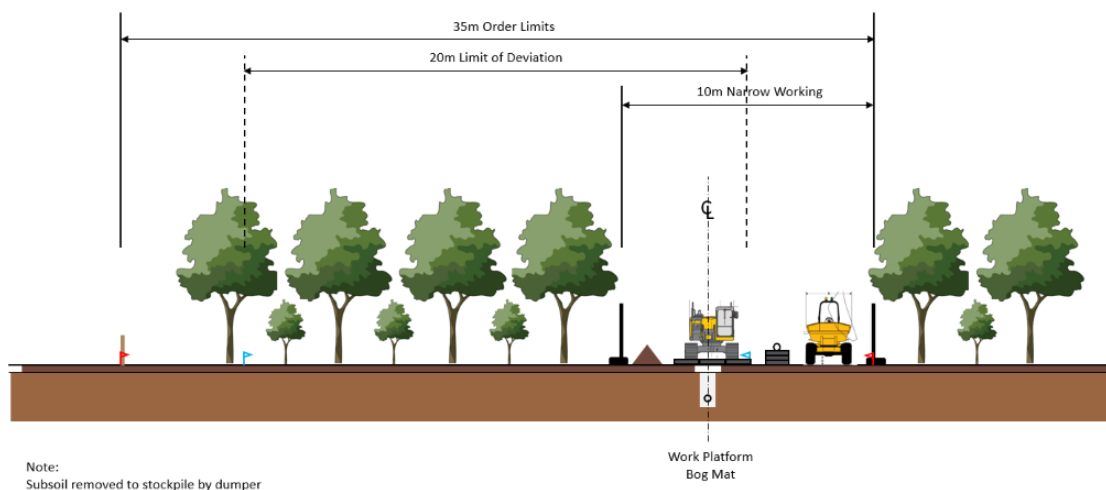 35m Order Limits
20m Limit of Deviation
10m Narrow Working
℄
Work Platform
Bog Mat
Note:
Subsoil removed to stockpile by dumper